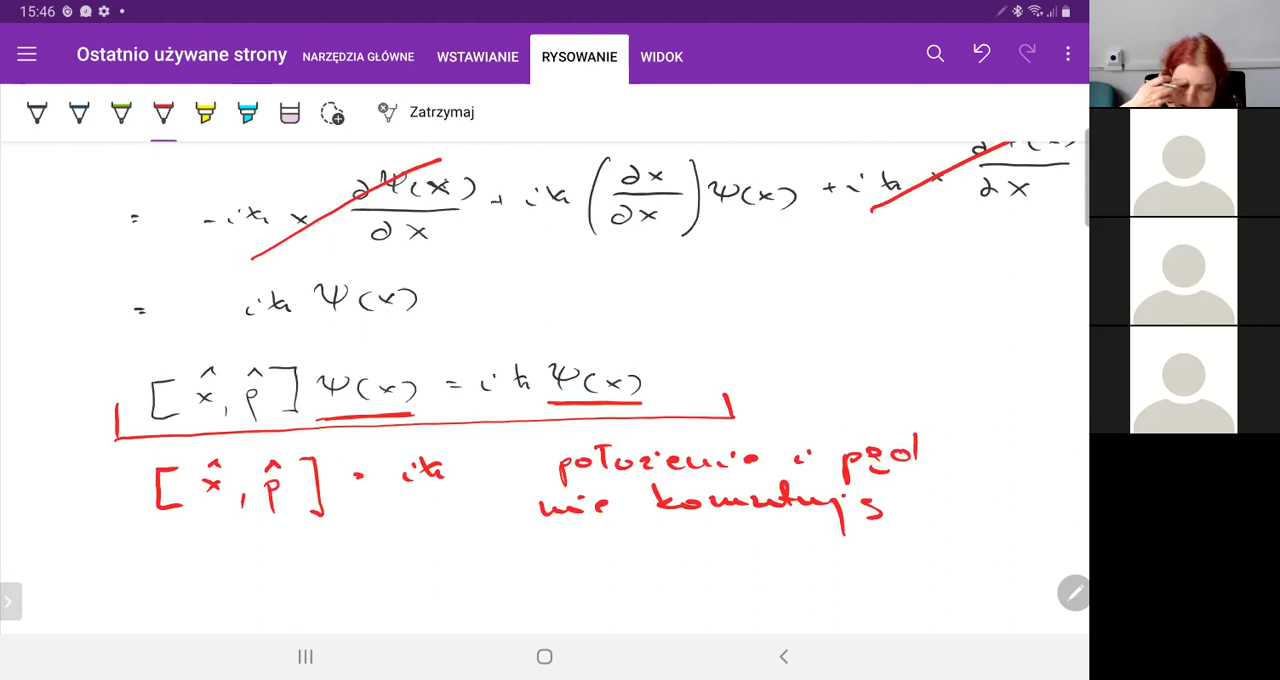 15:46
Ostatnio używane strony NARZĘDZIA GŁÓWNE WSTAWIANIE RYSOWANIE WIDOK
Zatrzymaj
= - iħ x ∂Ψ(x)/∂x + iħ (∂x/∂x) Ψ(x) + iħ x ∂Ψ(x)/∂x
= iħ Ψ(x)
[x̂, p̂] Ψ(x) = iħ Ψ(x)
[x̂, p̂] = iħ
położenie i pęd
nie komutują